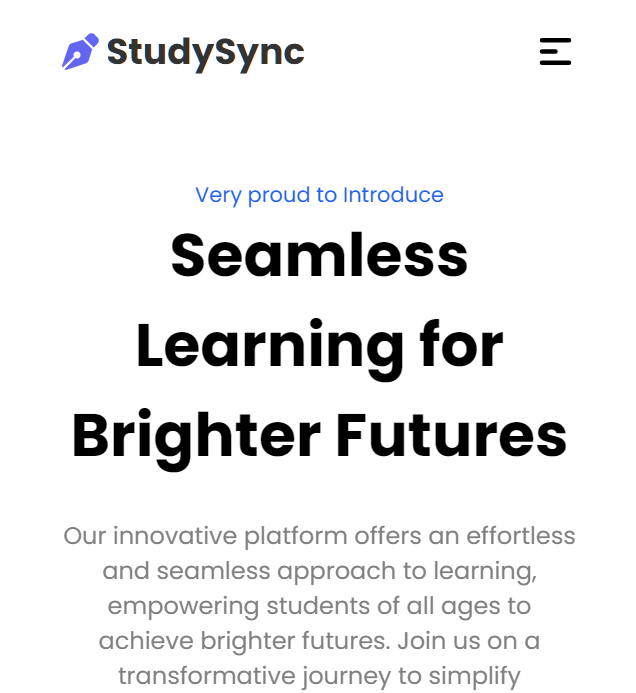 StudySync
Very proud to Introduce
Seamless
Learning for
Brighter Futures
Our innovative platform offers an effortless
and seamless approach to learning,
empowering students of all ages to
achieve brighter futures. Join us on a
transformative journey to simplify